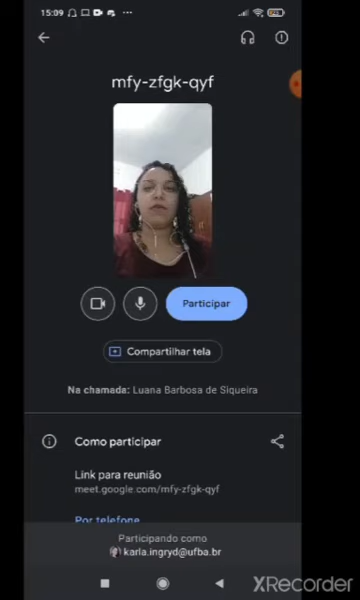 15:09
mfy-zfgk-qyf
Participar
Compartilhar tela
Na chamada: Luana Barbosa de Siqueira
Como participar
Link para reunião
meet.google.com/mfy-zfgk-qyf
Por telefone
Participando como
karla.ingryd@ufba.br
XRecorder